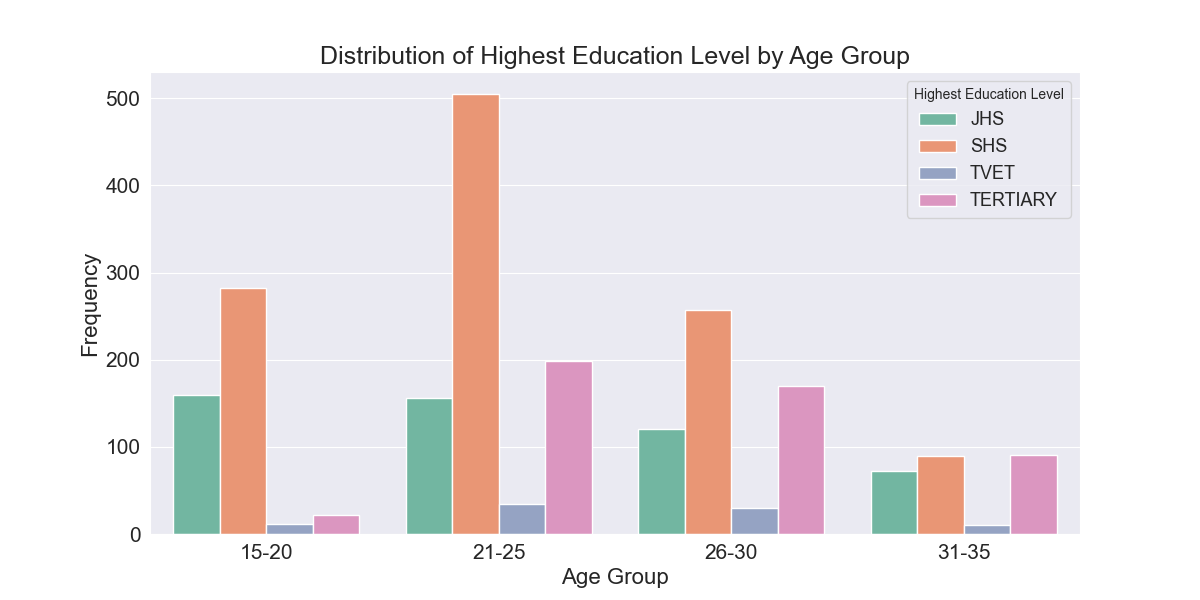 Distribution of Highest Education Level by Age Group
Highest Education Level
JHS
SHS
TVET
TERTIARY
Frequency
500
400
300
200
100
0
15-20 21-25 26-30 31-35
Age Group